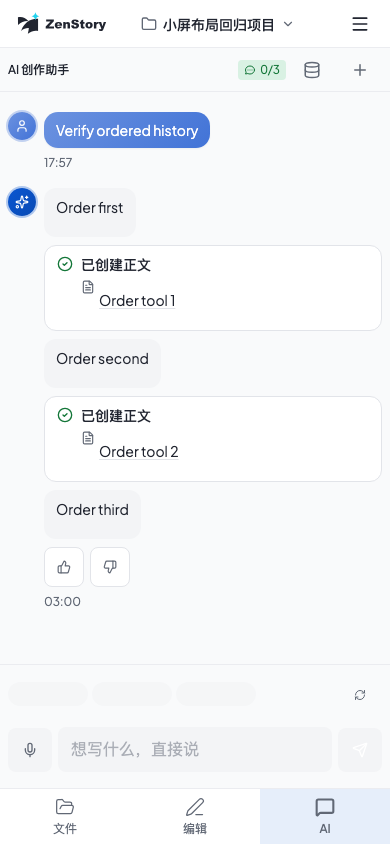 ZenStory
小屏布局回归项目
AI 创作助手
0/3
Verify ordered history
17:57
Order first
已创建正文
Order tool 1
Order second
已创建正文
Order tool 2
Order third
03:00
想写什么，直接说
文件
编辑
AI